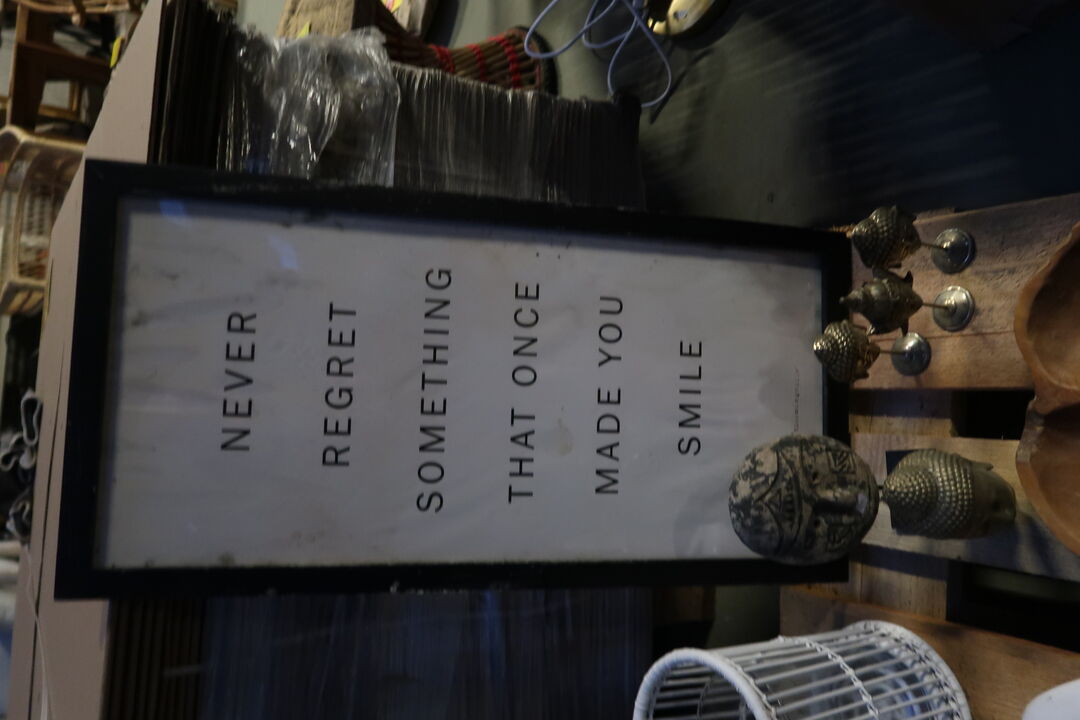 NEVER
REGRET
SOMETHING
THAT ONCE
MADE YOU
SMILE